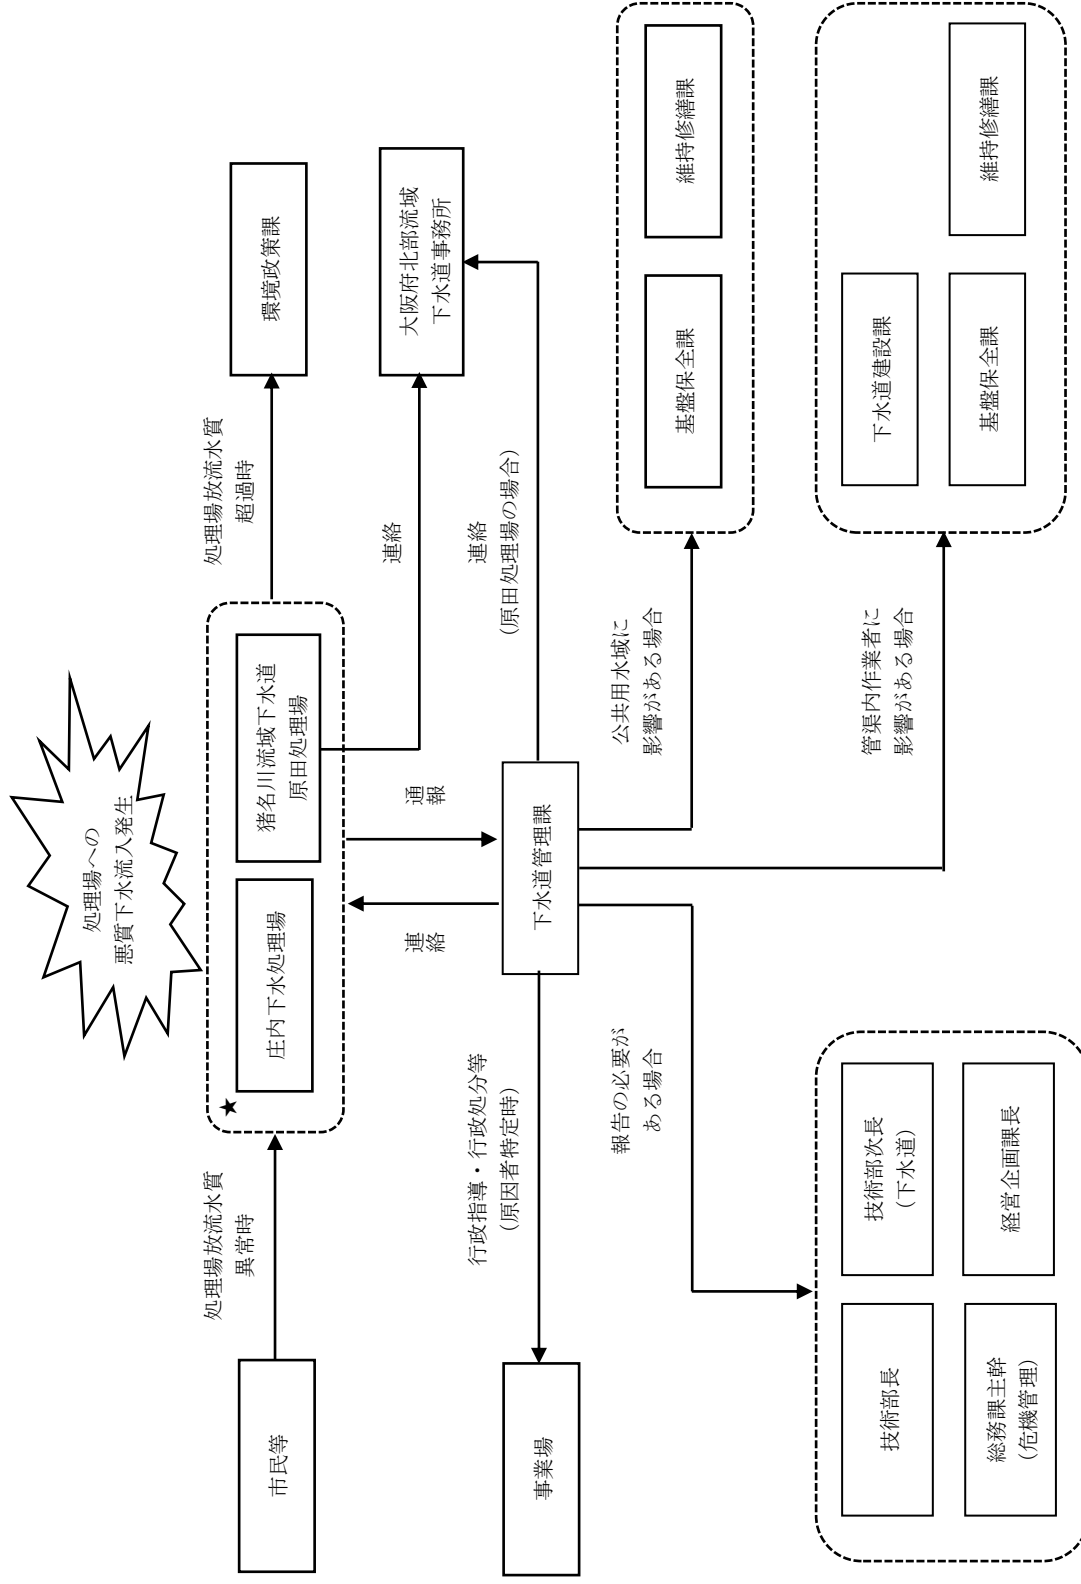 処理場への
悪質下水流入発生
市民等
処理場放流水質
異常時
★
庄内下水処理場
猪名川流域下水道
原田処理場
処理場放流水質
超過時
環境政策課
連絡
大阪府北部流域
下水道事務所
連絡
通報
連絡
(原田処理場の場合)
事業場
行政指導・行政処分等
(原因者特定時)
下水道管理課
公共用水域に
影響がある場合
基盤保全課
維持修繕課
報告の必要が
ある場合
管渠内作業者に
影響がある場合
技術部長
技術部次長
(下水道)
総務課主幹
(危機管理)
経営企画課長
下水道建設課
基盤保全課
維持修繕課